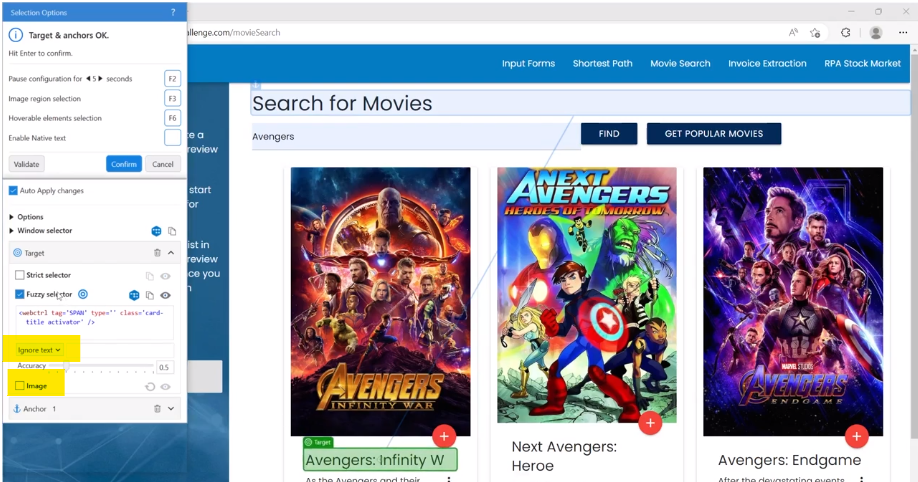 Selection Options ?
Target & anchors OK.
Hit Enter to confirm.
Pause configuration for ◀ 5 ▶ seconds F2
Image region selection F3
Hoverable elements selection F6
Enable Native text
Validate Confirm Cancel
Auto Apply changes
Options
Window selector
Target
Strict selector
Fuzzy selector
<webctrl tag='SPAN' type='' class='card-
title activator' />
Ignore text
Accuracy 0.5
Image
Anchor 1
allenge.com/movieSearch
Input Forms Shortest Path Movie Search Invoice Extraction RPA Stock Market
te a
review
start
for
ist in
review
ce you
Search for Movies
Avengers FIND GET POPULAR MOVIES
AVENGERS
INFINITY WAR
NEXT
AVENGERS
HEROES OF TOMORROW
MARVEL STUDIOS
AVENGERS
ENDGAME
Target
Avengers: Infinity W
As the Avengers and their
Next Avengers:
Heroe
Avengers: Endgame
After the devastating events